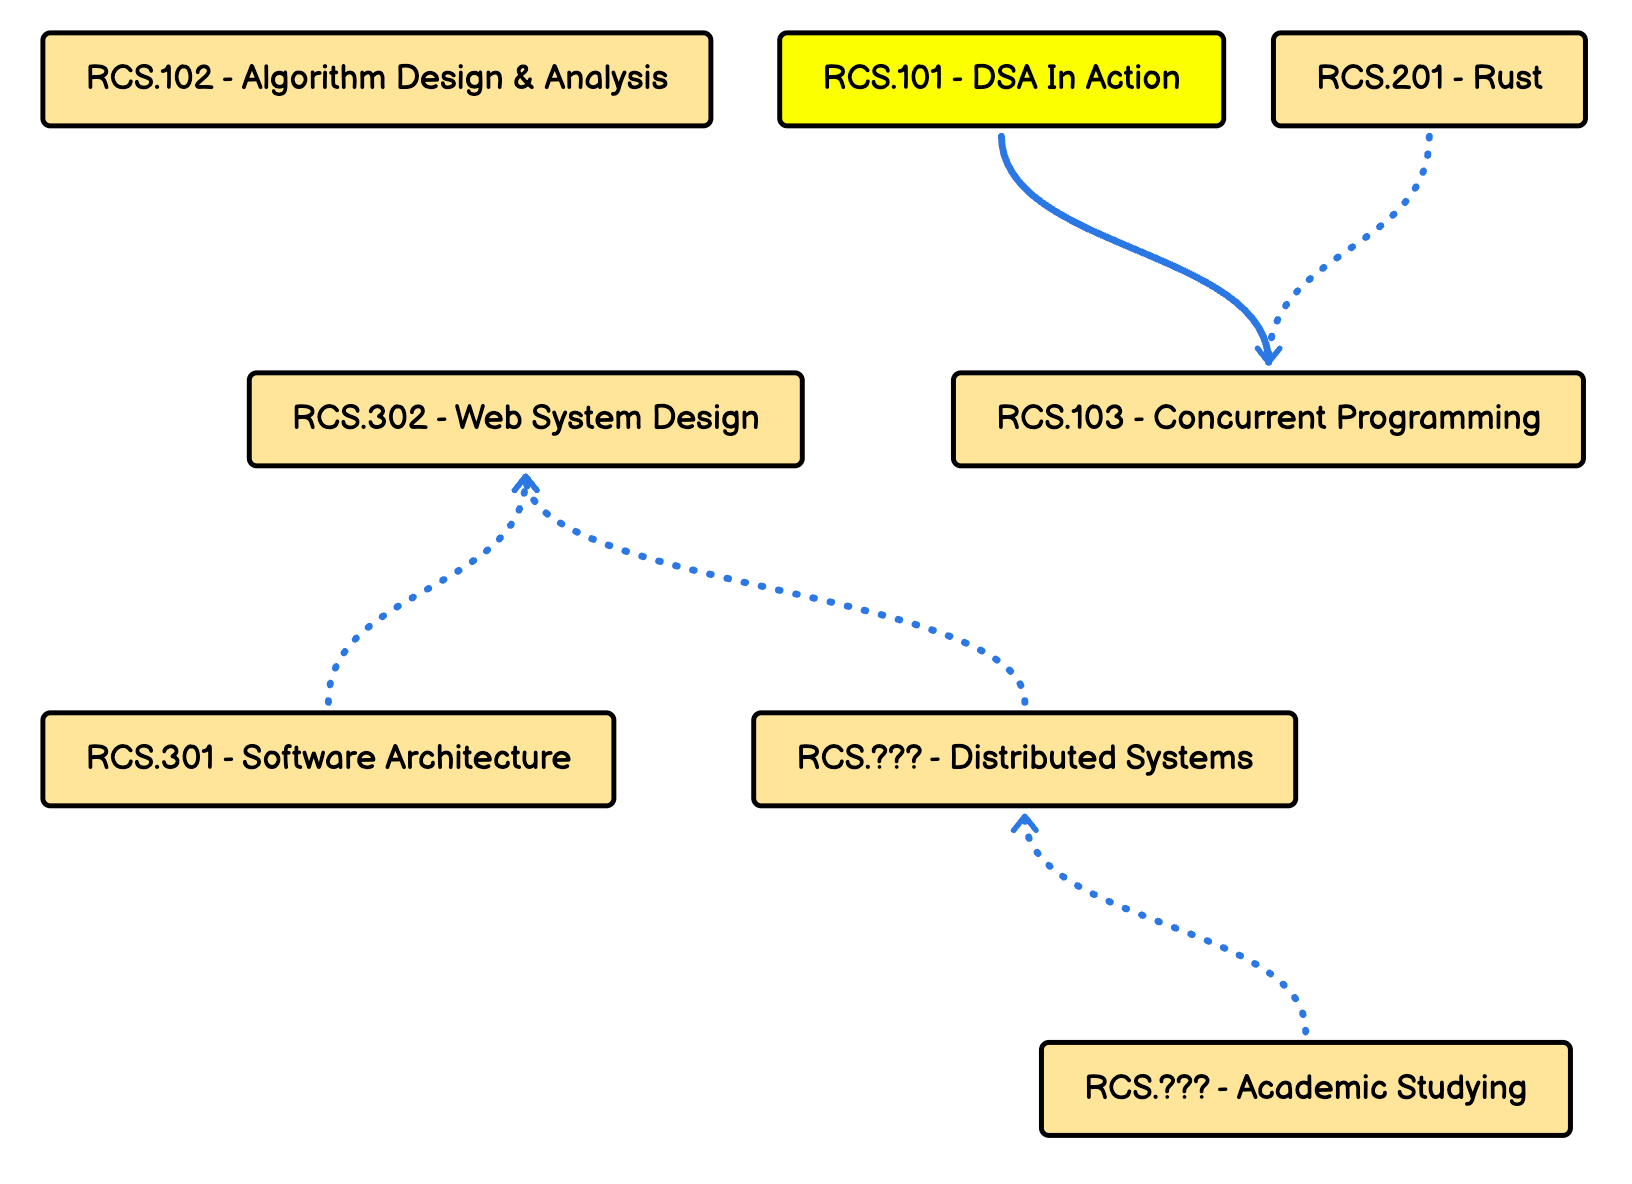 RCS.102 - Algorithm Design & Analysis
RCS.101 - DSA In Action
RCS.201 - Rust
RCS.302 - Web System Design
RCS.103 - Concurrent Programming
RCS.301 - Software Architecture
RCS.??? - Distributed Systems
RCS.??? - Academic Studying